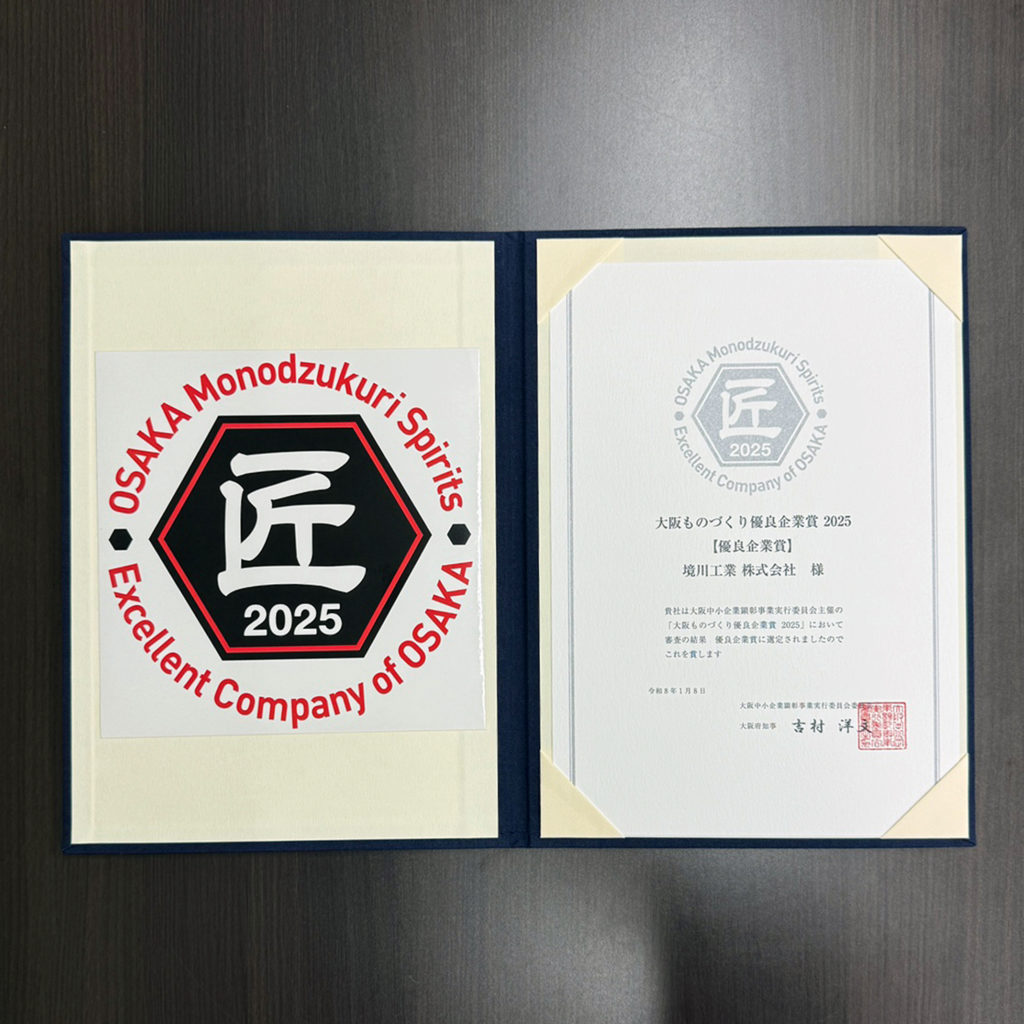 OSAKA Monodzukuri Spirits
匠
2025
Excellent Company of OSAKA
OSAKA Monodzukuri Spirits
匠
2025
Excellent Company of OSAKA
大阪ものづくり優良企業賞 2025
【優良企業賞】
境川工業 株式会社 様
貴社は大阪中小企業顕彰事業実行委員会主催の
「大阪ものづくり優良企業賞 2025」において
審査の結果 優良企業賞に選定されましたので
これを賞します
令和8年1月8日
大阪中小企業顕彰事業実行委員会
大阪府知事 吉村 洋文